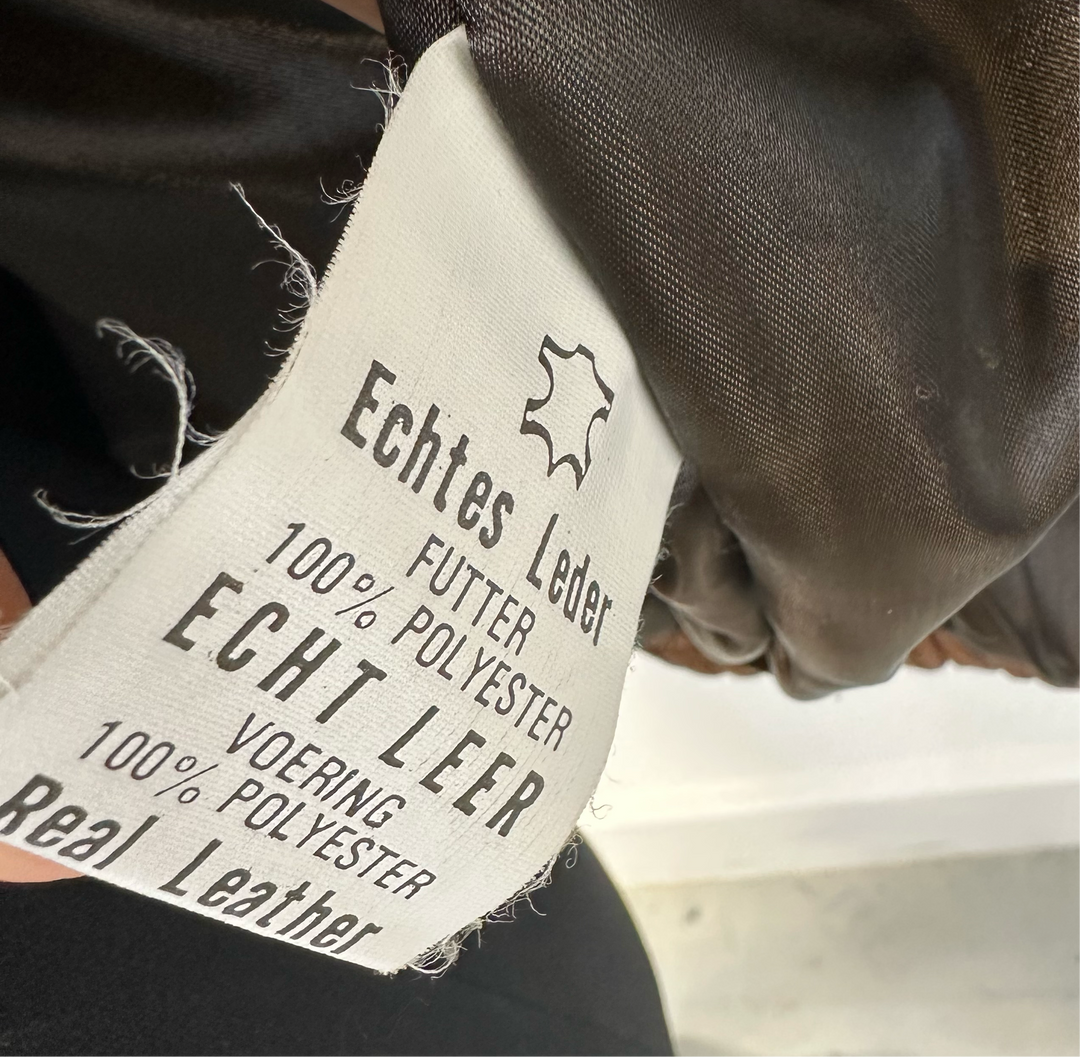 Echtes Leder
FUTTER
100% POLYESTER
ECHT LEER
VOERING
100% POLYESTER
Real Leather